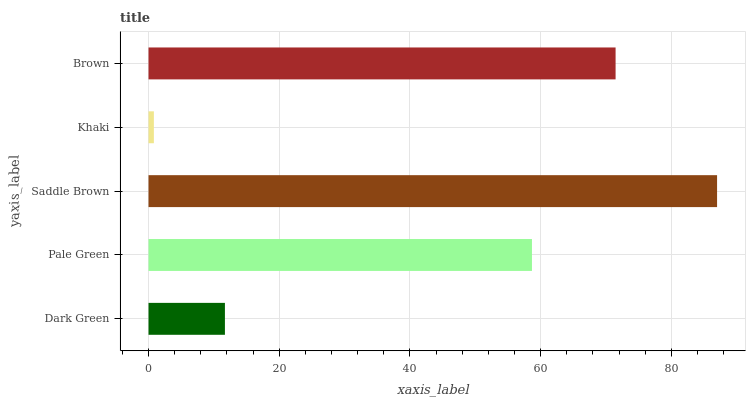 title
Brown
Khaki
Saddle Brown
Pale Green
Dark Green
yaxis_label
0 20 40 60 80
xaxis_label